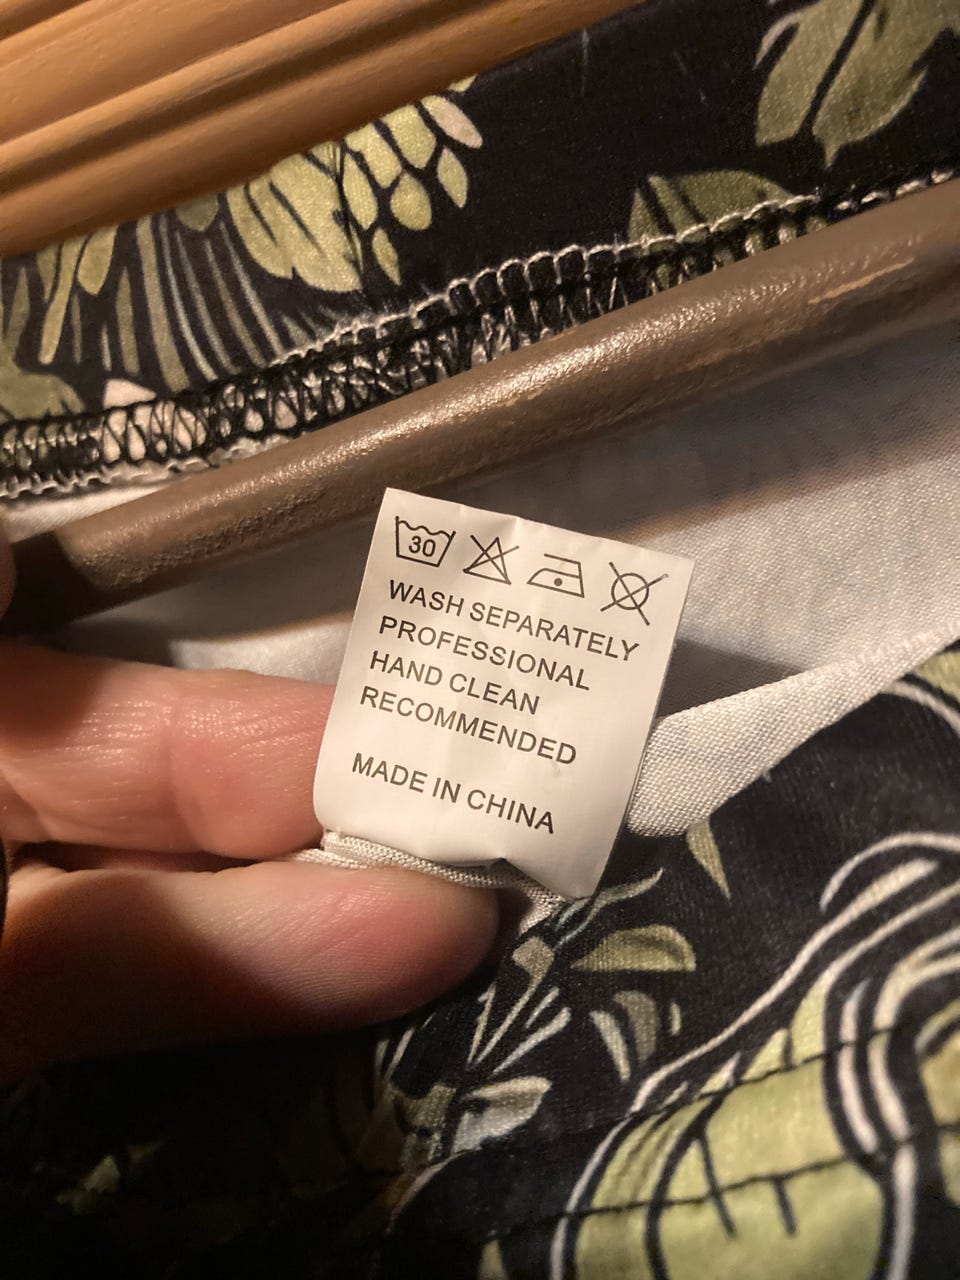 30
WASH SEPARATELY
PROFESSIONAL
HAND CLEAN
RECOMMENDED
MADE IN CHINA